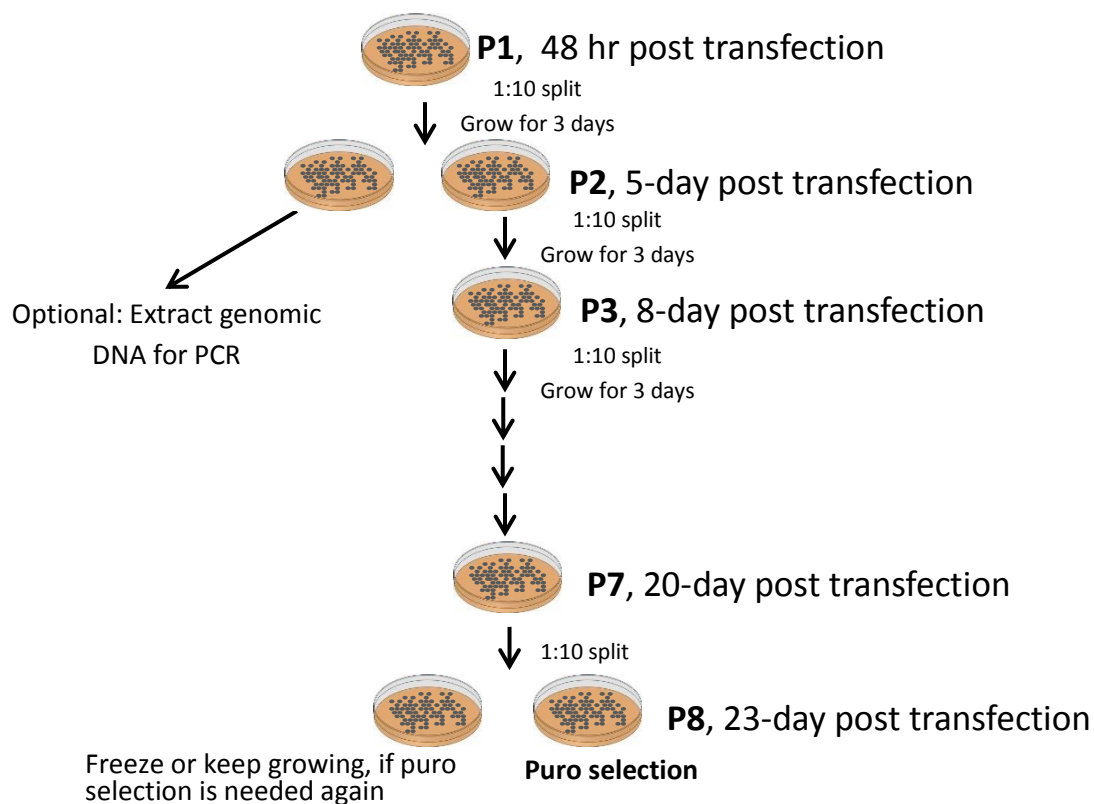 P1, 48 hr post transfection
1:10 split
Grow for 3 days
P2, 5-day post transfection
1:10 split
Grow for 3 days
Optional: Extract genomic
DNA for PCR
P3, 8-day post transfection
1:10 split
Grow for 3 days
P7, 20-day post transfection
1:10 split
P8, 23-day post transfection
Freeze or keep growing, if puro
selection is needed again
Puro selection